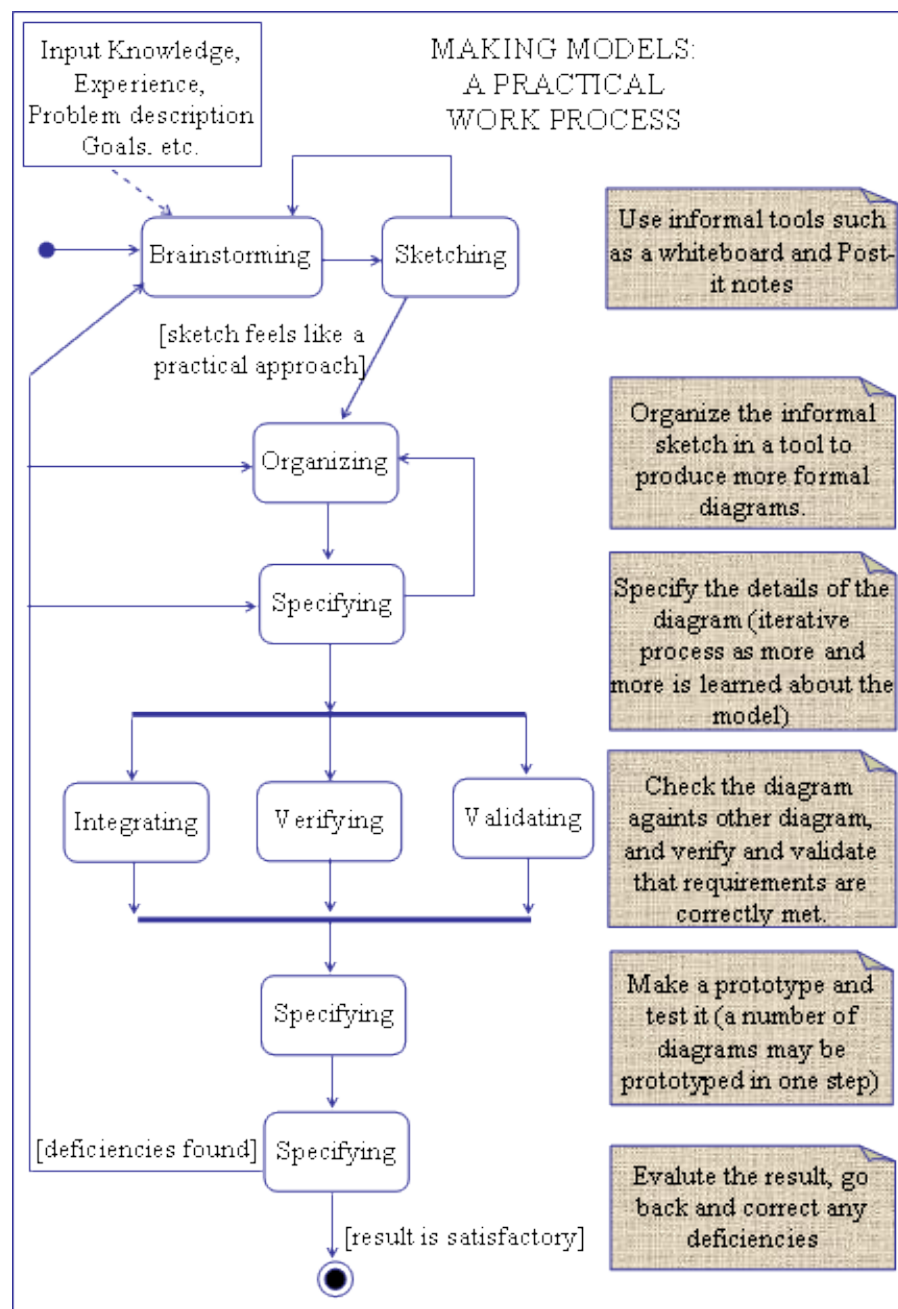 Input Knowledge,
Experience,
Problem description
Goals. etc.
MAKING MODELS:
A PRACTICAL
WORK PROCESS
Brainstorming
Sketching
Use informal tools such
as a whiteboard and Post-
it notes
[sketch feels like a
practical approach]
Organizing
Organize the informal
sketch in a tool to
produce more formal
diagrams.
Specifying
Specify the details of the
diagram (iterative
process as more and
more is learned about the
model)
Integrating
Verifying
Validating
Check the diagram
againts other diagram,
and verify and validate
that requirements are
correctly met.
Specifying
Make a prototype and
test it (a number of
diagrams may be
prototyped in one step)
[deficiencies found]
Specifying
Evalute the result, go
back and correct any
deficiencies
[result is satisfactory]